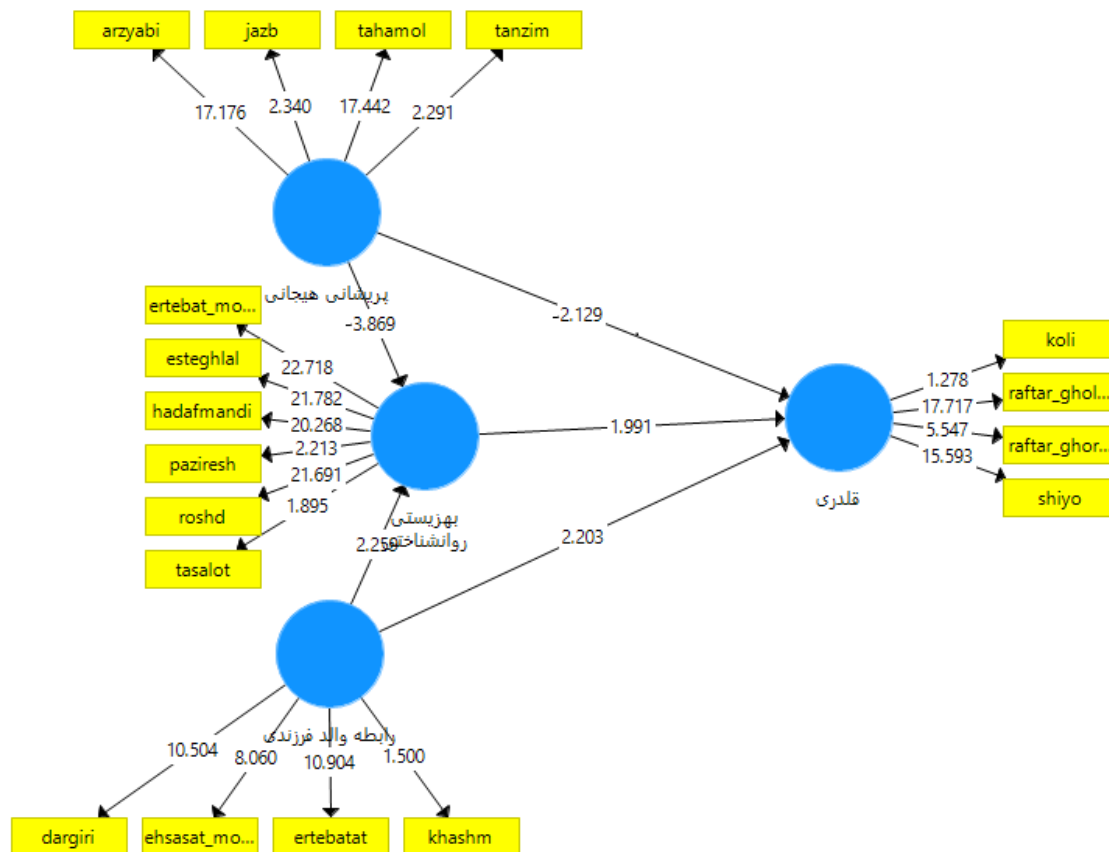 arzyabi
jazb
tahamol
tanzim
17.176
2.340
17.442
2.291
پریشانی هیجانی
-3.869
-2.129
ertebat_mo...
esteghlal
hadafmandi
paziresh
roshd
tasalot
22.718
21.782
20.268
2.213
21.691
1.895
بهزیستی
روانشناختی
1.991
2.259
2.203
koli
raftar_ghol...
raftar_ghor...
shiyo
1.278
17.717
5.547
15.593
قلدری
رابطه والد فرزندی
10.504
8.060
10.904
1.500
dargiri
ehsasat_mo...
ertebatat
khashm